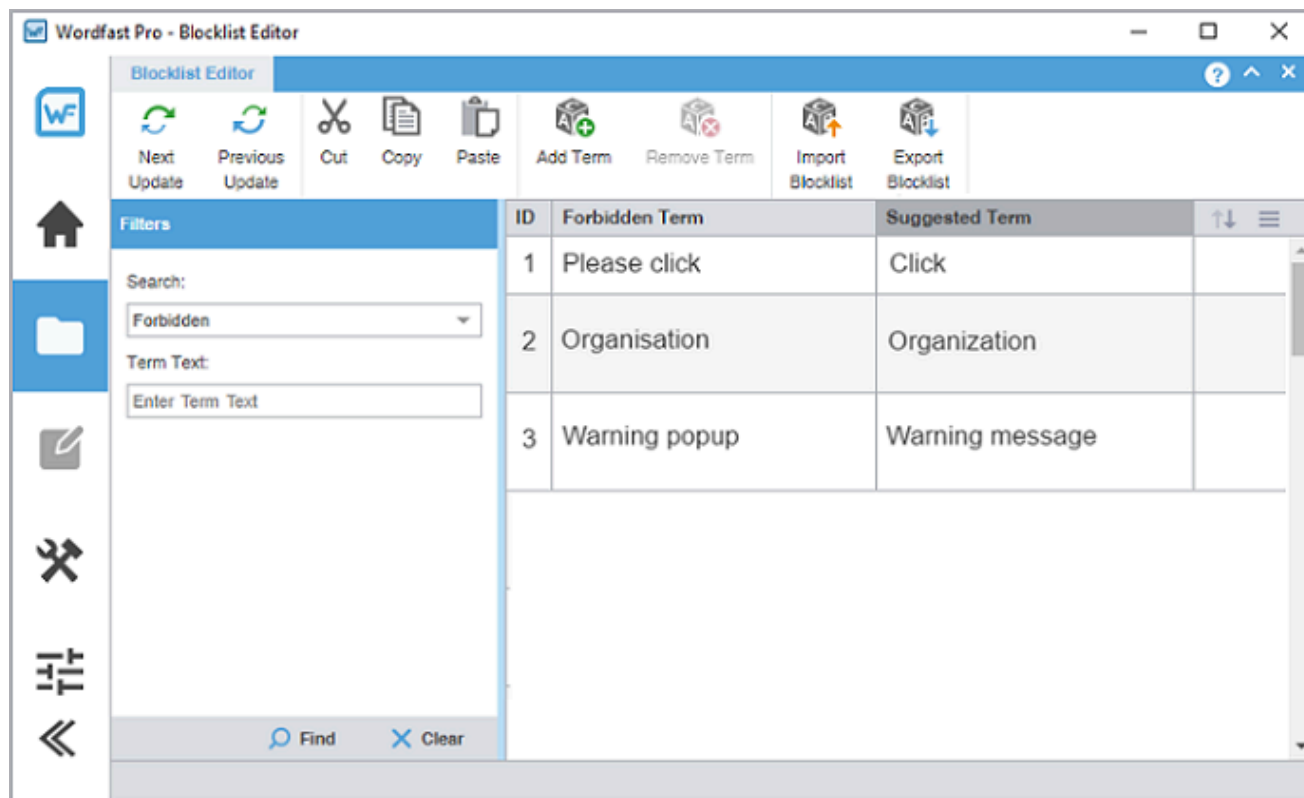 Wordfast Pro - Blocklist Editor
Blocklist Editor
WF
Next Update
Previous Update
Cut
Copy
Paste
Add Term
Remove Term
Import Blocklist
Export Blocklist
Filters
Search:
Forbidden
Term Text:
Enter Term Text
Find
Clear
ID Forbidden Term Suggested Term
1 Please click Click
2 Organisation Organization
3 Warning popup Warning message